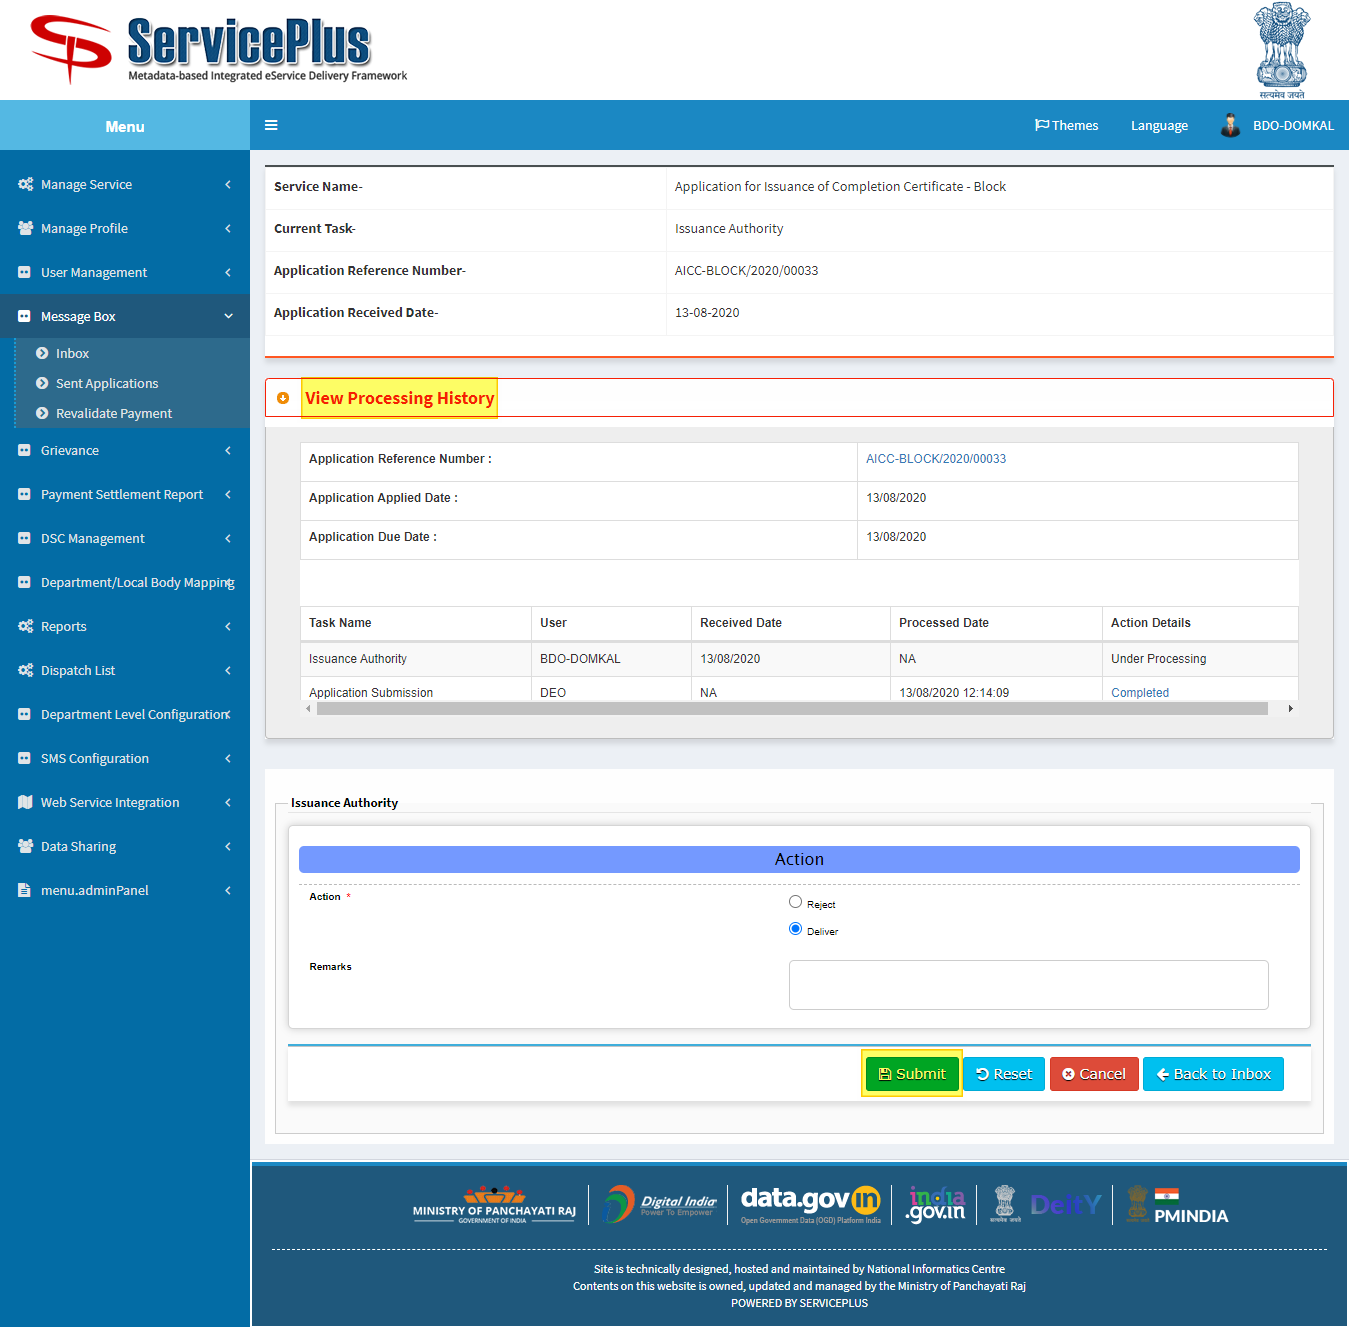 ServicePlus
Metadata-based Integrated eService Delivery Framework
सत्यमेव जयते
Menu
Themes
Language
BDO-DOMKAL
Manage Service
Manage Profile
User Management
Message Box
Inbox
Sent Applications
Revalidate Payment
Grievance
Payment Settlement Report
DSC Management
Department/Local Body Mapping
Reports
Dispatch List
Department Level Configuration
SMS Configuration
Web Service Integration
Data Sharing
menu.adminPanel
Service Name- Application for Issuance of Completion Certificate - Block
Current Task- Issuance Authority
Application Reference Number- AICC-BLOCK/2020/00033
Application Received Date- 13-08-2020
View Processing History
Application Reference Number : AICC-BLOCK/2020/00033
Application Applied Date : 13/08/2020
Application Due Date : 13/08/2020
Task Name User Received Date Processed Date Action Details
Issuance Authority BDO-DOMKAL 13/08/2020 NA Under Processing
Application Submission DEO NA 13/08/2020 12:14:09 Completed
Issuance Authority
Action
Action *
Reject
Deliver
Remarks
Submit Reset Cancel Back to Inbox
MINISTRY OF PANCHAYATI RAJ
GOVERNMENT OF INDIA
Digital India
Power To Empower
data.gov in
Open Government Data (OGD) Platform India
india
.gov.in
सत्यमेव जयते
DeitY
PMINDIA
Site is technically designed, hosted and maintained by National Informatics Centre
Contents on this website is owned, updated and managed by the Ministry of Panchayati Raj
POWERED BY SERVICEPLUS